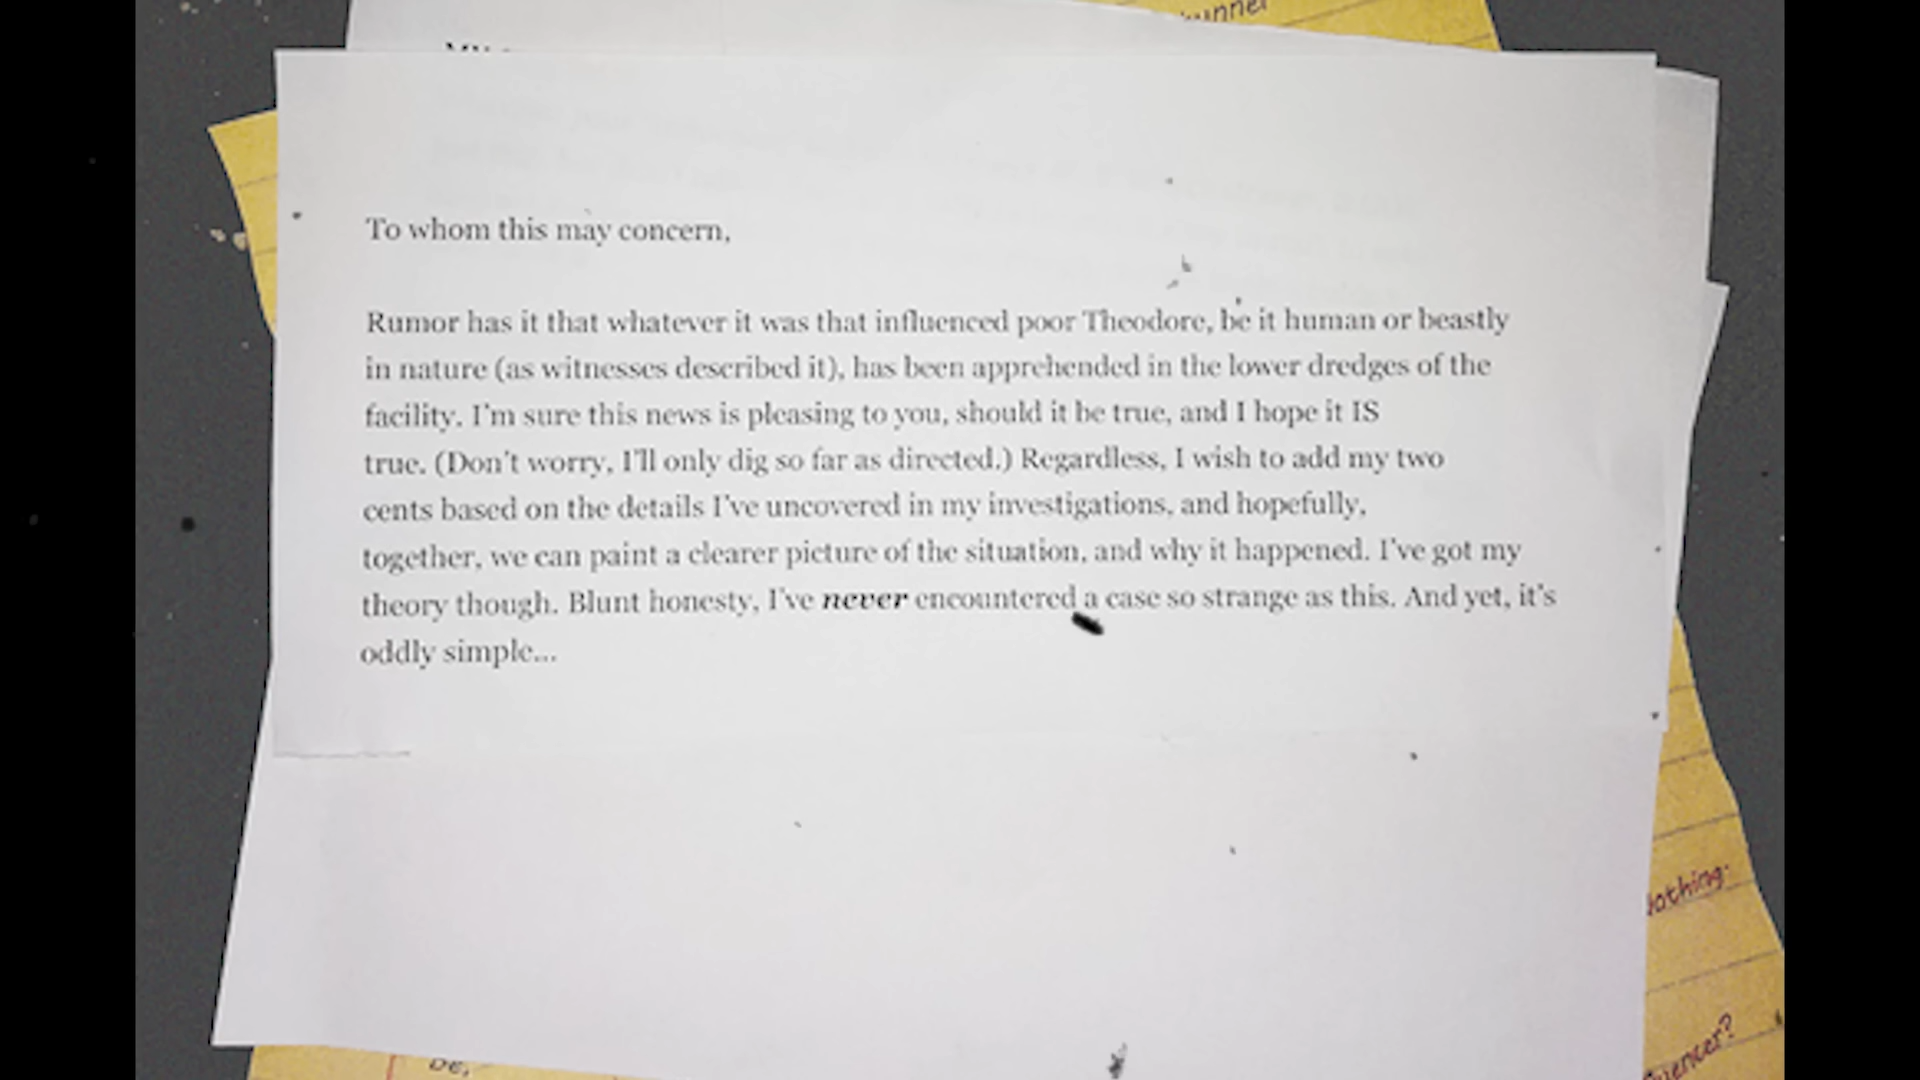 To whom this may concern,
Rumor has it that whatever it was that influenced poor Theodore, be it human or beastly
in nature (as witnesses described it), has been apprehended in the lower dredges of the
facility. I'm sure this news is pleasing to you, should it be true, and I hope it IS
true. (Don't worry, I'll only dig so far as directed.) Regardless, I wish to add my two
cents based on the details I've uncovered in my investigations, and hopefully,
together, we can paint a clearer picture of the situation, and why it happened. I've got my
theory though. Blunt honesty, I've never encountered a case so strange as this. And yet, it's
oddly simple...
be,